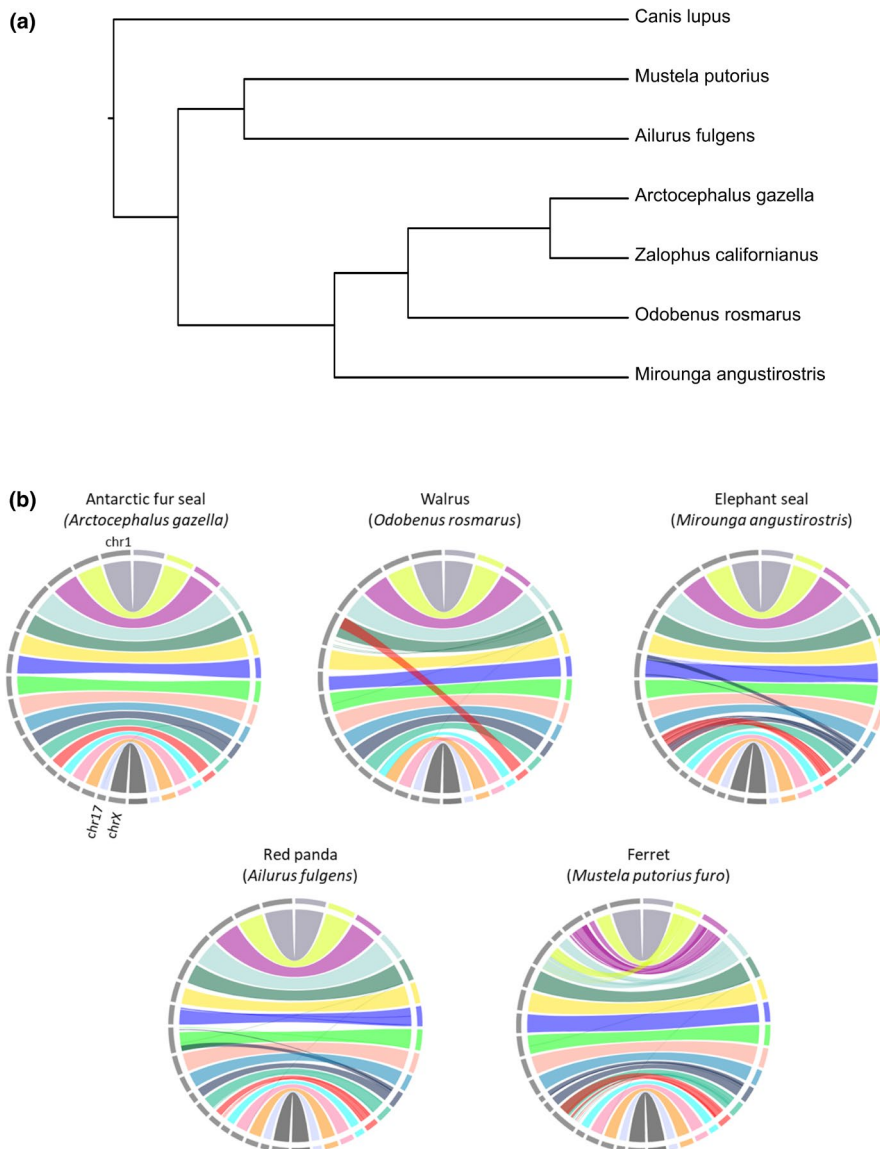 (a)
Canis lupus
Mustela putorius
Ailurus fulgens
Arctocephalus gazella
Zalophus californianus
Odobenus rosmarus
Mirounga angustirostris
(b)
Antarctic fur seal
(Arctocephalus gazella)
chr1
chr17
chrX
Walrus
(Odobenus rosmarus)
Elephant seal
(Mirounga angustirostris)
Red panda
(Ailurus fulgens)
Ferret
(Mustela putorius furo)